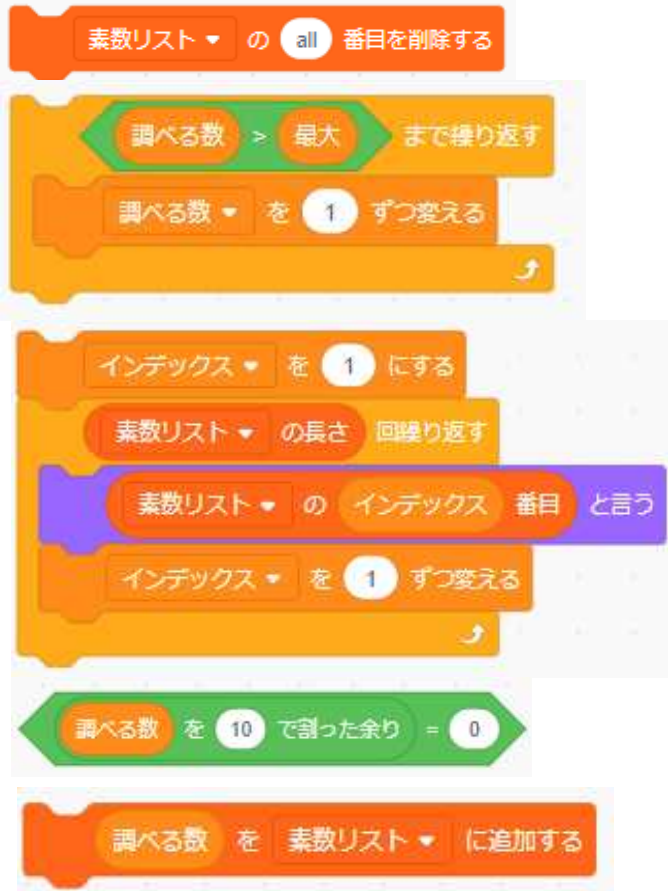 素数リスト の all 番目を削除する
調べる数 > 最大 まで繰り返す
調べる数 を 1 ずつ変える
インデックス を 1 にする
素数リスト の長さ 回繰り返す
素数リスト の インデックス 番目 と言う
インデックス を 1 ずつ変える
調べる数 を 10 で割った余り = 0
調べる数 を 素数リスト に追加する